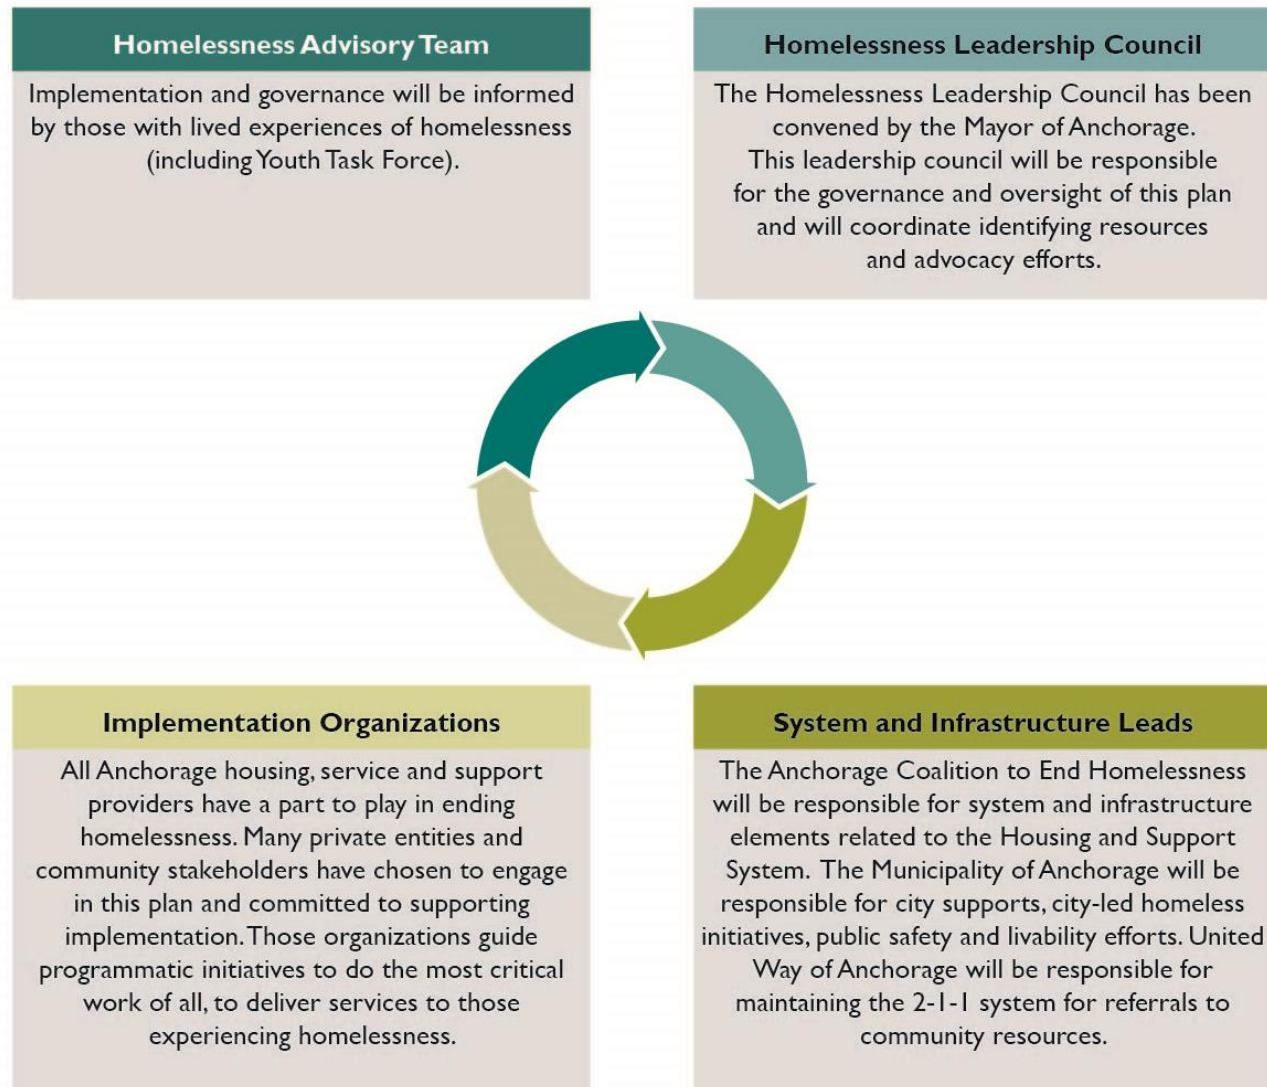 Homelessness Advisory Team
Implementation and governance will be informed
by those with lived experiences of homelessness
(including Youth Task Force).
Homelessness Leadership Council
The Homelessness Leadership Council has been
convened by the Mayor of Anchorage.
This leadership council will be responsible
for the governance and oversight of this plan
and will coordinate identifying resources
and advocacy efforts.
Implementation Organizations
All Anchorage housing, service and support
providers have a part to play in ending
homelessness. Many private entities and
community stakeholders have chosen to engage
in this plan and committed to supporting
implementation. Those organizations guide
programmatic initiatives to do the most critical
work of all, to deliver services to those
experiencing homelessness.
System and Infrastructure Leads
The Anchorage Coalition to End Homelessness
will be responsible for system and infrastructure
elements related to the Housing and Support
System. The Municipality of Anchorage will be
responsible for city supports, city-led homeless
initiatives, public safety and livability efforts. United
Way of Anchorage will be responsible for
maintaining the 2-1-1 system for referrals to
community resources.